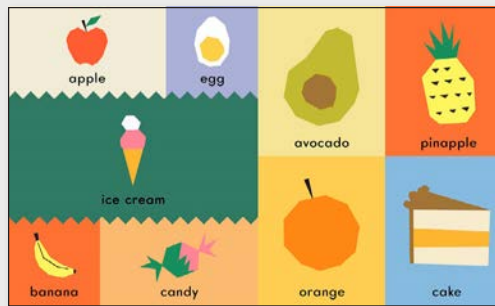 apple
egg
avocado
pinapple
ice cream
banana
candy
orange
cake